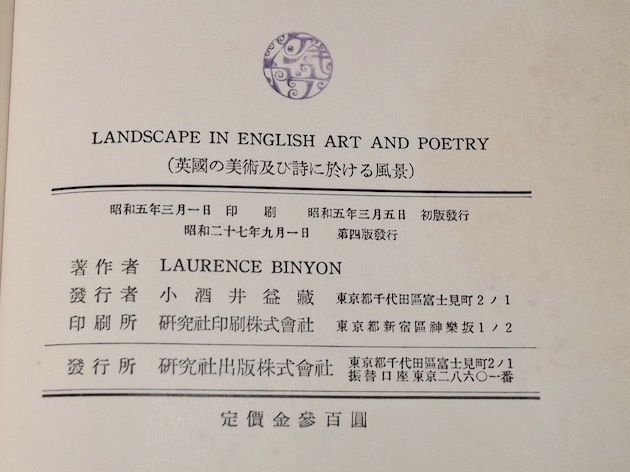 LANDSCAPE IN ENGLISH ART AND POETRY
(英國の美術及び詩に於ける風景)
昭和五年三月一日 印刷 昭和五年三月五日 初版發行
昭和二十七年九月一日 第四版發行
著作者 LAURENCE BINYON
發行者 小酒井益藏 東京都千代田區富士見町2ノ1
印刷所 硏究社印刷株式會社 東京都新宿區神樂坂1ノ2
發行所 硏究社出版株式會社 東京都千代田區富士見町2ノ1
振替口座東京二八六〇一番
定價金參百圓